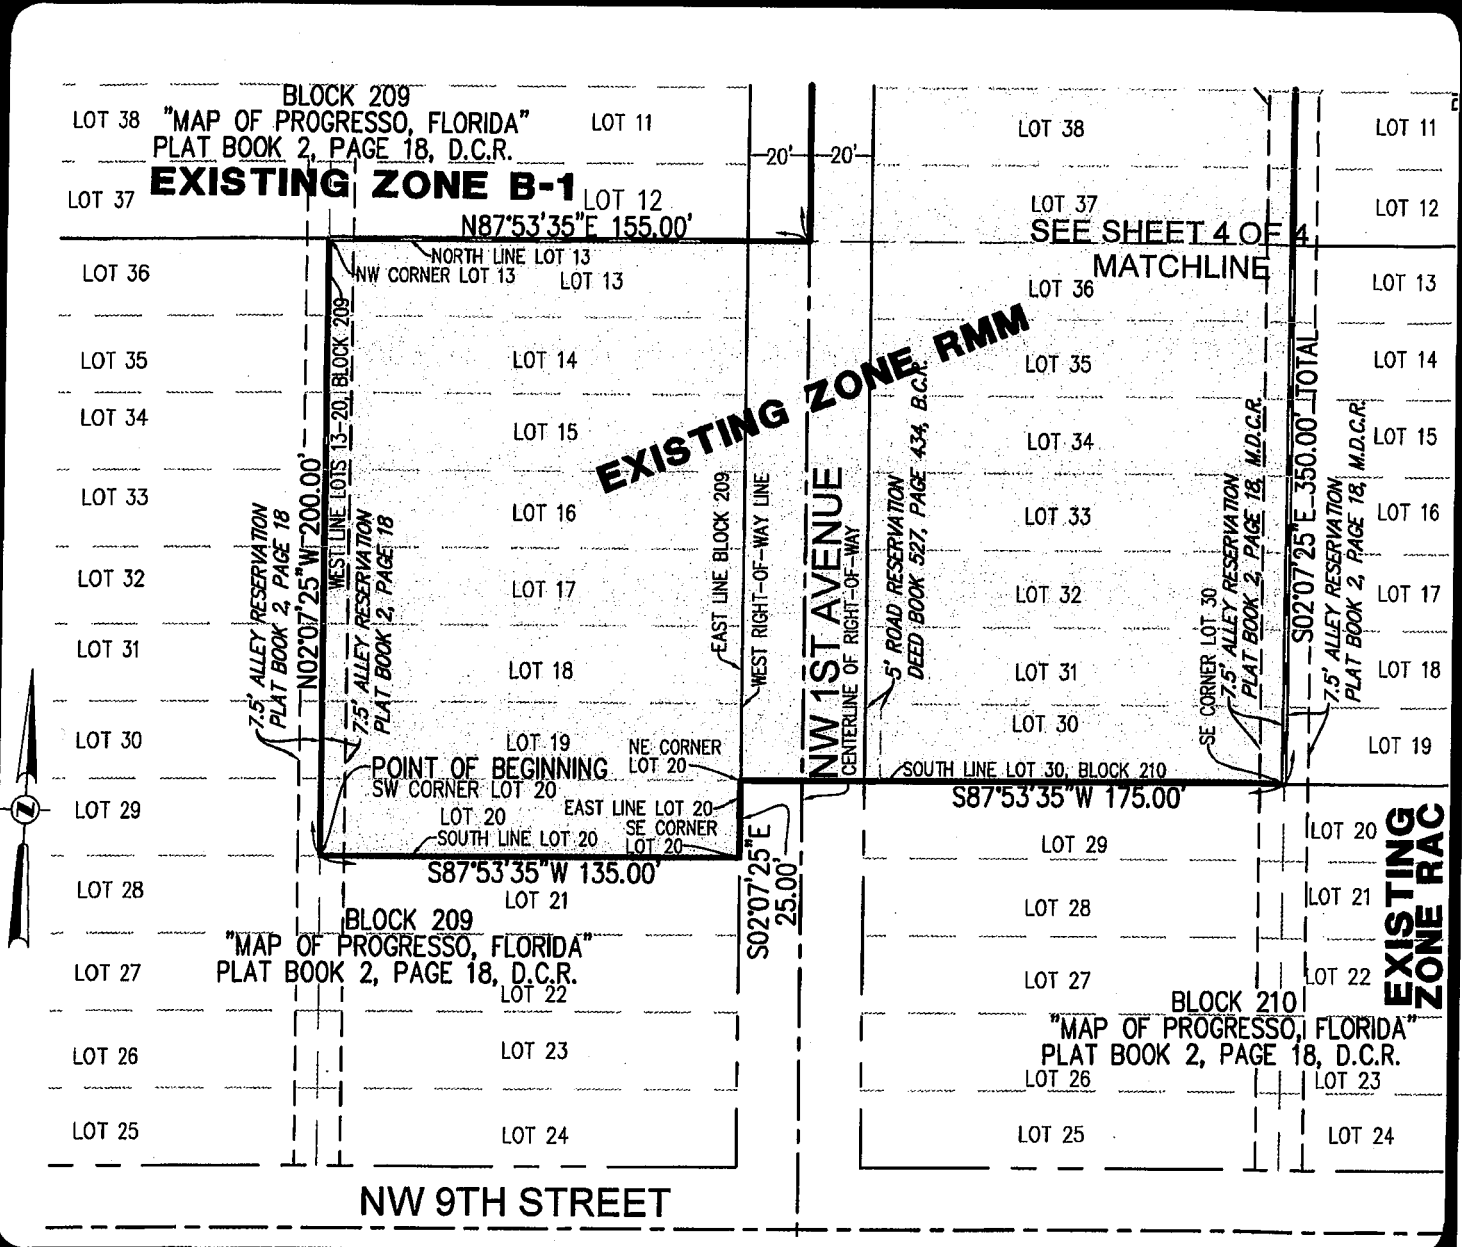 BLOCK 209
"MAP OF PROGRESSO, FLORIDA"
PLAT BOOK 2, PAGE 18, D.C.R.
EXISTING ZONE B-1
LOT 38
LOT 11
LOT 37
LOT 12
N87°53'35"E 155.00'
20'
20'
LOT 38
LOT 11
LOT 37
LOT 12
SEE SHEET 4 OF 4
MATCHLINE
NORTH LINE LOT 13
NW CORNER LOT 13
LOT 36
LOT 13
LOT 36
LOT 13
LOT 35
LOT 14
LOT 35
LOT 14
EXISTING ZONE RMM
LOT 34
LOT 15
LOT 34
LOT 15
LOT 33
LOT 16
LOT 33
LOT 16
LOT 32
LOT 17
LOT 32
LOT 17
LOT 31
LOT 18
LOT 31
LOT 18
LOT 30
LOT 19
LOT 30
LOT 19
7.5' ALLEY RESERVATION
PLAT BOOK 2, PAGE 18
N02°07'25"W 200.00'
WEST LINE LOTS 13-20, BLOCK 209
7.5' ALLEY RESERVATION
PLAT BOOK 2, PAGE 18
EAST LINE BLOCK 209
WEST RIGHT-OF-WAY LINE
NW 1ST AVENUE
CENTERLINE OF RIGHT-OF-WAY
5' ROAD RESERVATION
DEED BOOK 527, PAGE 434, B.C.R.
SE CORNER LOT 30
7.5' ALLEY RESERVATION
PLAT BOOK 2, PAGE 18, M.D.C.R.
S02°07'25"E 350.00' TOTAL
7.5' ALLEY RESERVATION
PLAT BOOK 2, PAGE 18, M.D.C.R.
NE CORNER
LOT 20
POINT OF BEGINNING
SW CORNER LOT 20
LOT 20
EAST LINE LOT 20
SE CORNER
LOT 20
SOUTH LINE LOT 20
S87°53'35"W 135.00'
S02°07'25"E
25.00'
SOUTH LINE LOT 30, BLOCK 210
S87°53'35"W 175.00'
N
LOT 29
LOT 29
LOT 20
LOT 28
LOT 21
LOT 28
LOT 21
EXISTING
ZONE RAC
BLOCK 209
"MAP OF PROGRESSO, FLORIDA"
PLAT BOOK 2, PAGE 18, D.C.R.
LOT 27
LOT 22
LOT 27
LOT 22
BLOCK 210
"MAP OF PROGRESSO, FLORIDA"
PLAT BOOK 2, PAGE 18, D.C.R.
LOT 26
LOT 23
LOT 26
LOT 23
LOT 25
LOT 24
LOT 25
LOT 24
NW 9TH STREET